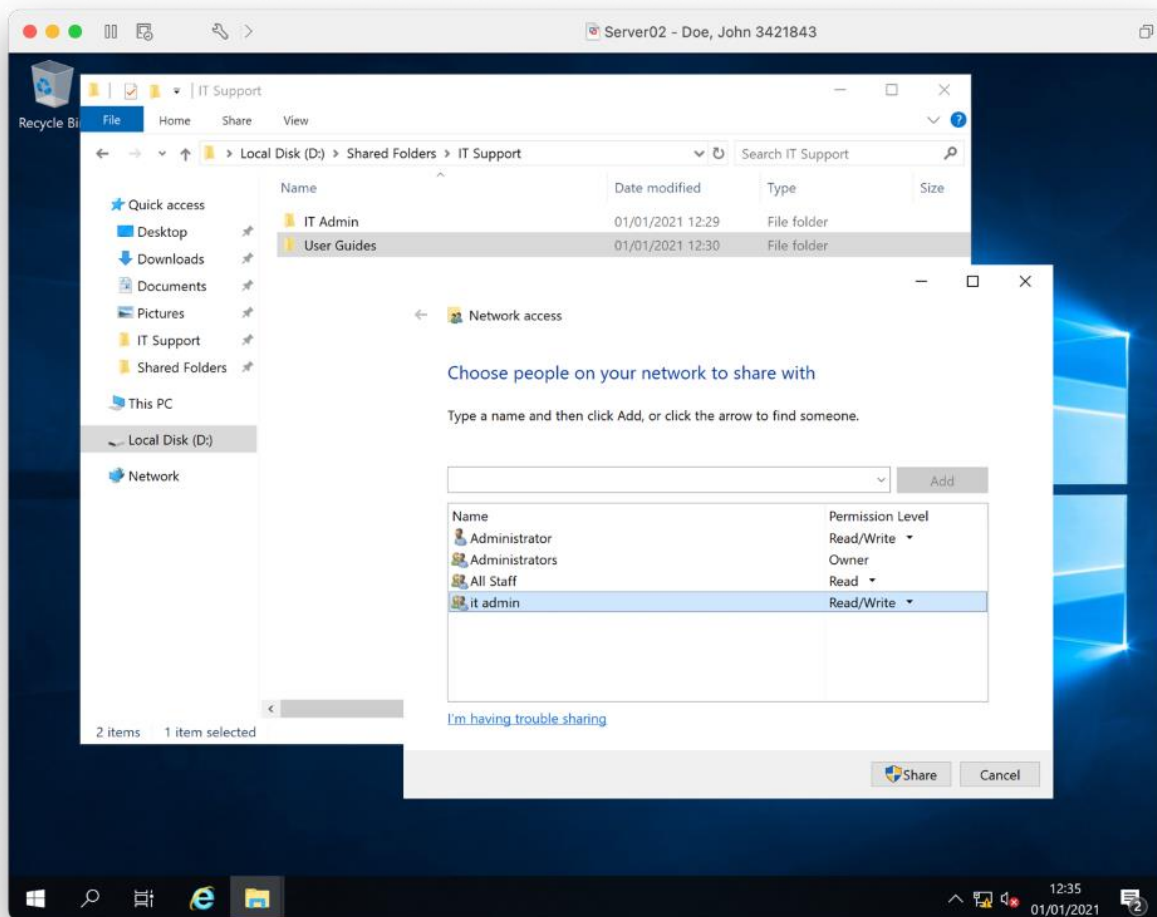 Server02 - Doe, John 3421843
Recycle Bi
IT Support
File Home Share View
Local Disk (D:) > Shared Folders > IT Support
Search IT Support
Name Date modified Type Size
Quick access
Desktop
Downloads
Documents
Pictures
IT Support
Shared Folders
This PC
Local Disk (D:)
Network
IT Admin 01/01/2021 12:29 File folder
User Guides 01/01/2021 12:30 File folder
2 items 1 item selected
Network access
Choose people on your network to share with
Type a name and then click Add, or click the arrow to find someone.
Add
Name Permission Level
Administrator Read/Write
Administrators Owner
All Staff Read
it admin Read/Write
I'm having trouble sharing
Share Cancel
12:35
01/01/2021
2